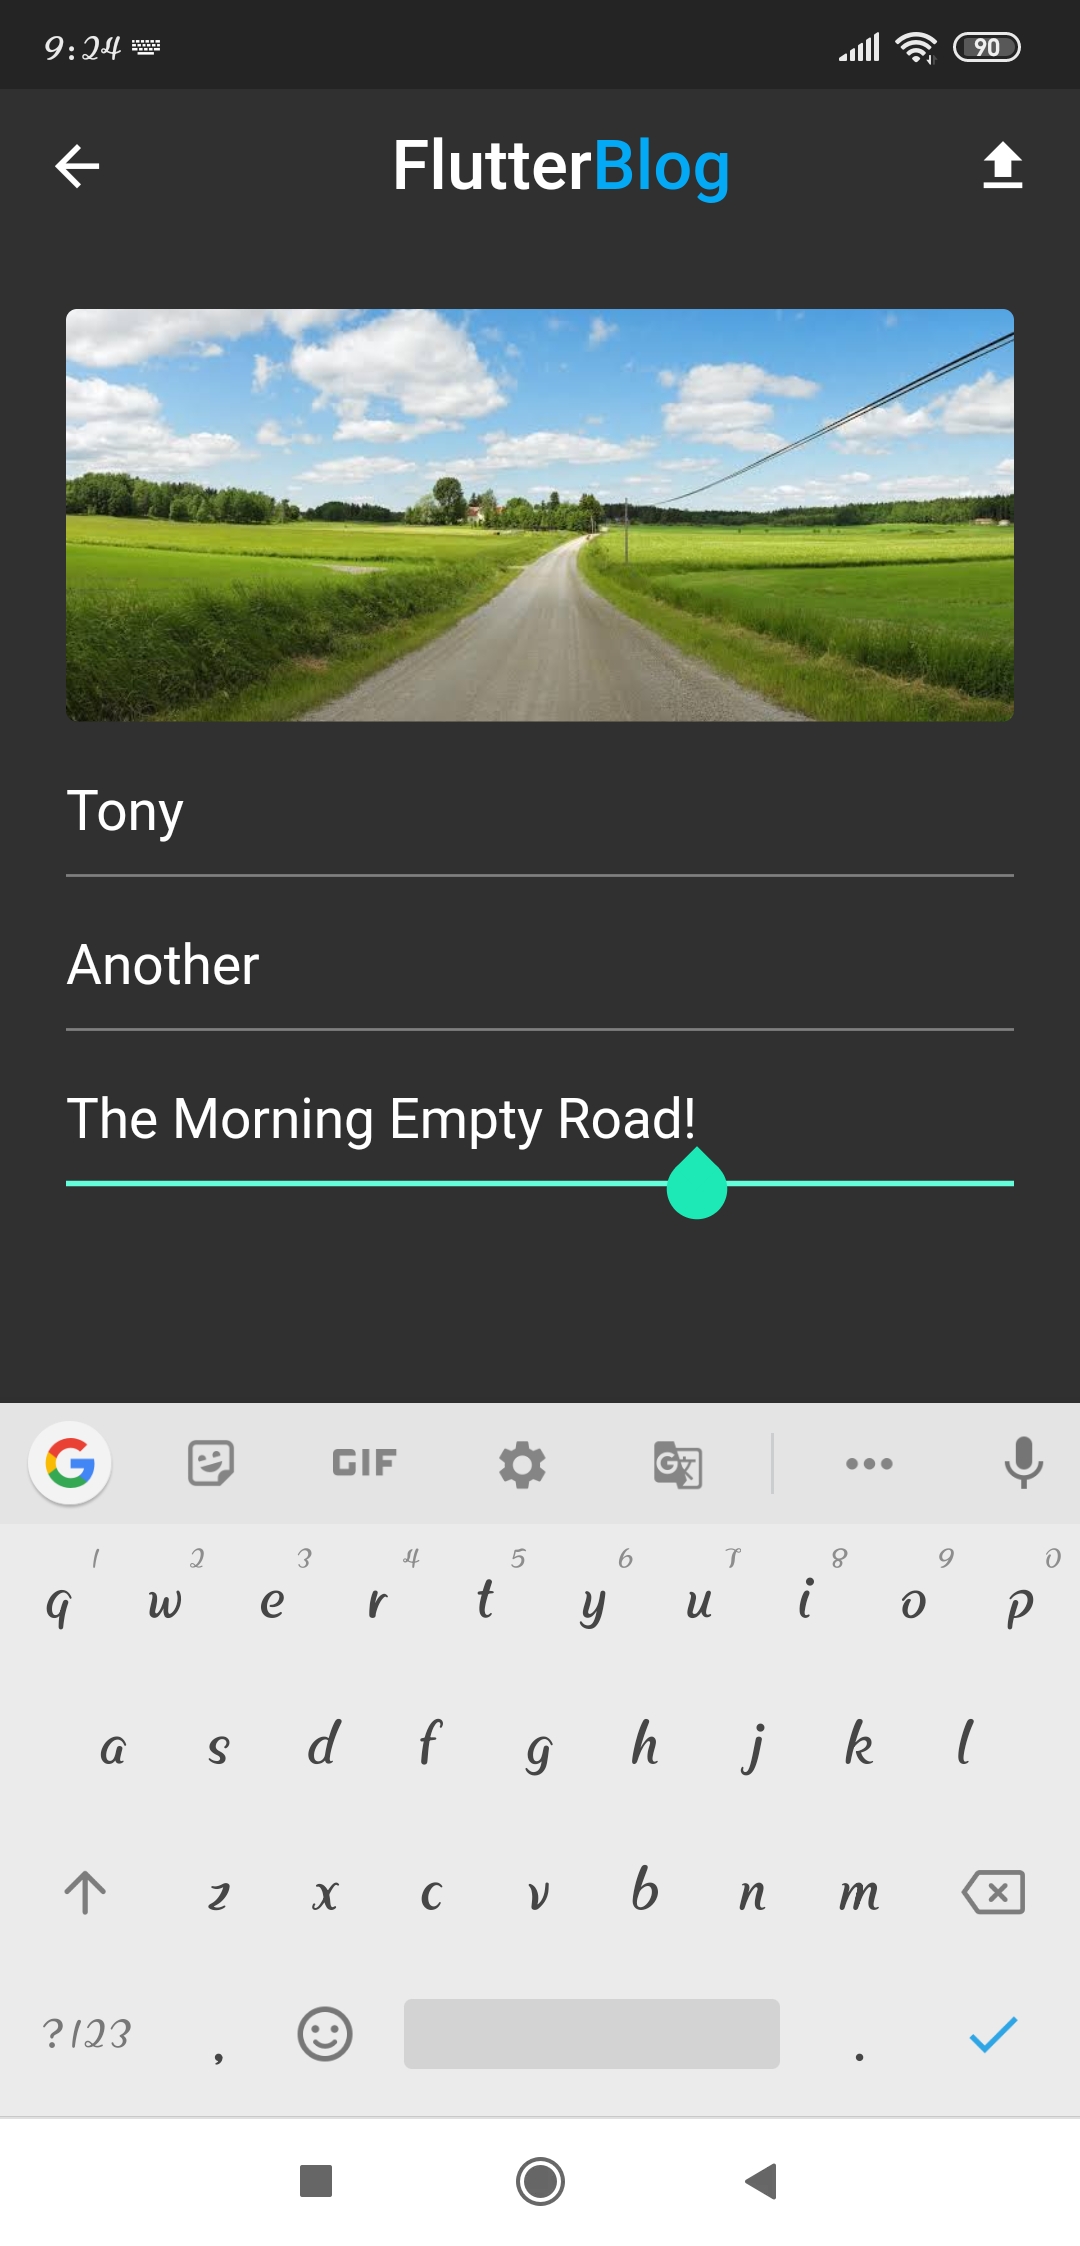 9:24 90
FlutterBlog
Tony
Another
The Morning Empty Road!
GIF
1 2 3 4 5 6 7 8 9 0
q w e r t y u i o p
a s d f g h j k l
z x c v b n m
?123 , .